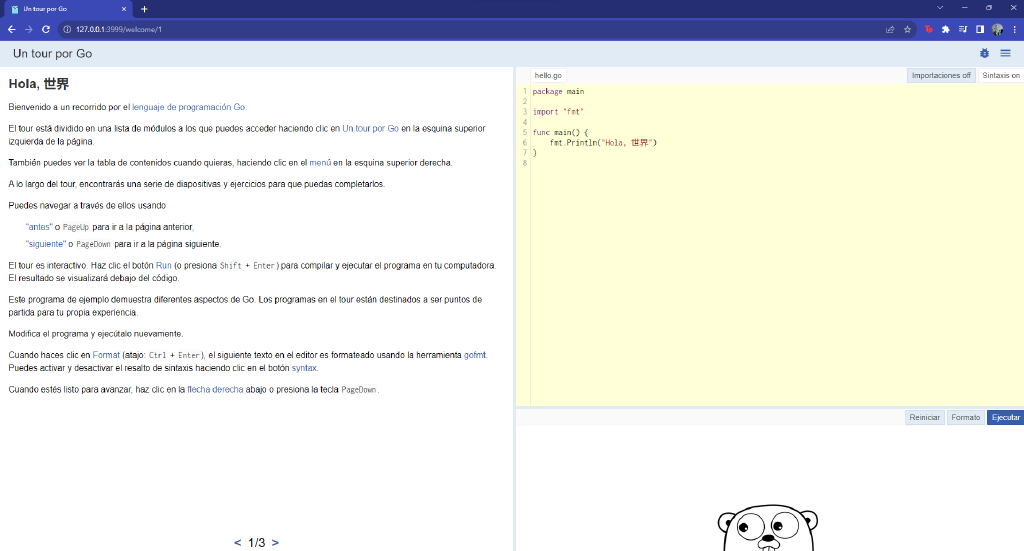 Un tour por Go
127.0.0.1:3999/welcome/1
Un tour por Go
Hola, 世界
Bienvenido a un recorrido por el lenguaje de programación Go.
El tour está dividido en una lista de módulos a los que puedes acceder haciendo clic en Un tour por Go en la esquina superior
izquierda de la página.
También puedes ver la tabla de contenidos cuando quieras, haciendo clic en el menú en la esquina superior derecha.
A lo largo del tour, encontrarás una serie de diapositivas y ejercicios para que puedas completarlos.
Puedes navegar a través de ellos usando
"antes" o PageUp para ir a la página anterior,
"siguiente" o PageDown para ir a la página siguiente.
El tour es interactivo. Haz clic el botón Run (o presiona Shift + Enter) para compilar y ejecutar el programa en tu computadora.
El resultado se visualizará debajo del código.
Este programa de ejemplo demuestra diferentes aspectos de Go. Los programas en el tour están destinados a ser puntos de
partida para tu propia experiencia.
Modifica el programa y ejecútalo nuevamente.
Cuando haces clic en Format (atajo: Ctrl + Enter), el siguiente texto en el editor es formateado usando la herramienta gofmt.
Puedes activar y desactivar el resalto de sintaxis haciendo clic en el botón syntax.
Cuando estés listo para avanzar, haz clic en la flecha derecha abajo o presiona la tecla PageDown.
< 1/3 >
hello.go
Importaciones off Sintaxis on
1 package main
2
3 import "fmt"
4
5 func main() {
6 fmt.Println("Hola, 世界")
7 }
8
Reiniciar Formato Ejecutar